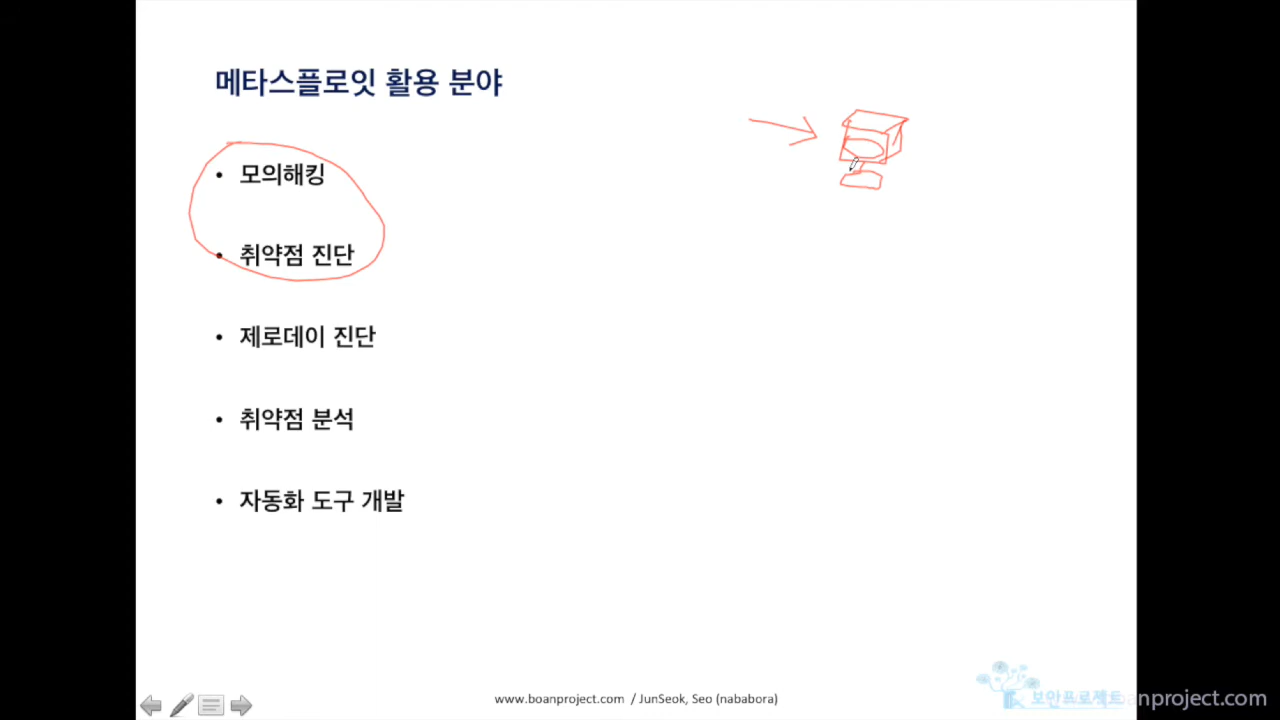 메타스플로잇 활용 분야
• 모의해킹
• 취약점 진단
• 제로데이 진단
• 취약점 분석
• 자동화 도구 개발
www.boanproject.com / JunSeok, Seo (nababora)
보안프로젝트
oanproject.com